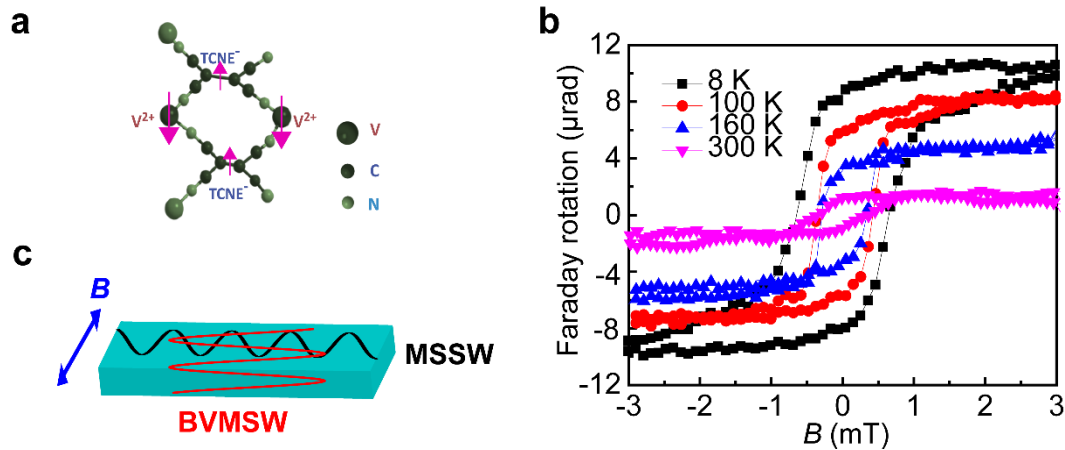 a
TCNE⁻
V²⁺
V²⁺
TCNE⁻
V
C
N
b
Faraday rotation (μrad)
12
8
4
0
-4
-8
-12
8 K
100 K
160 K
300 K
-3
-2
-1
0
1
2
3
B (mT)
c
B
MSSW
BVMSW